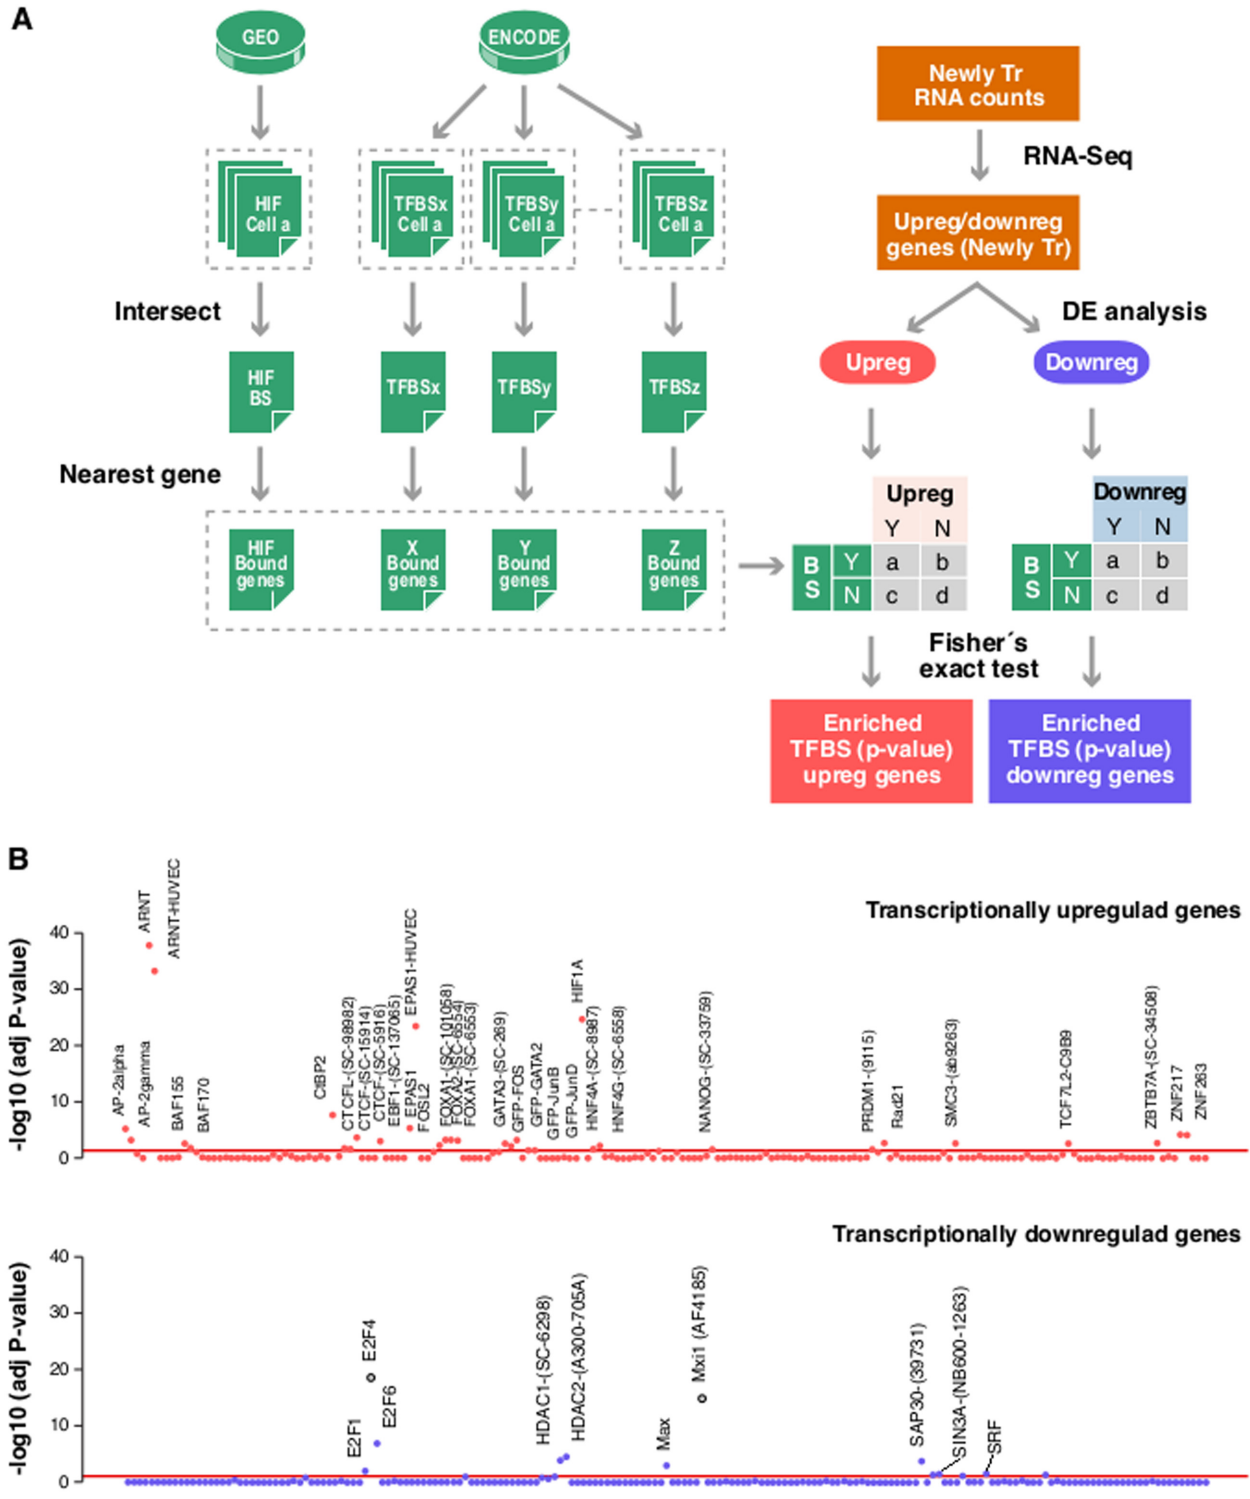 A
GEO
ENCODE
Newly Tr
RNA counts
RNA-Seq
HIF
Cell a
TFBSx
Cell a
TFBSy
Cell a
TFBSz
Cell a
Upreg/downreg
genes (Newly Tr)
Intersect
DE analysis
HIF
BS
TFBSx
TFBSy
TFBSz
Upreg
Downreg
Nearest gene
HIF
Bound
genes
X
Bound
genes
Y
Bound
genes
Z
Bound
genes
Upreg
Y N
B
S
Y a b
N c d
Downreg
Y N
B
S
Y a b
N c d
Fisher´s
exact test
Enriched
TFBS (p-value)
upreg genes
Enriched
TFBS (p-value)
downreg genes
B
Transcriptionally upregulad genes
-log10 (adj P-value)
40
30
20
10
0
AP-2alpha
AP-2gamma
ARNT
ARNT-HUVEC
BAF155
BAF170
CtBP2
CTCFL-(SC-98982)
CTCF-(SC-15914)
CTCF-(SC-5916)
EBF1-(SC-137065)
EPAS1
EPAS1-HUVEC
FOSL2
FOXA1-(SC-101058)
FOXA2-(SC-6554)
FOXA1-(SC-6553)
GATA3-(SC-269)
GFP-FOS
GFP-GATA2
GFP-JunB
GFP-JunD
HIF1A
HNF4A-(SC-8987)
HNF4G-(SC-6558)
NANOG-(SC-33759)
PRDM1-(9115)
Rad21
SMC3-(ab9263)
TCF7L2-C9B9
ZBTB7A-(SC-34508)
ZNF217
ZNF263
Transcriptionally downregulad genes
-log10 (adj P-value)
40
30
20
10
0
E2F1
E2F4
E2F6
HDAC1-(SC-6298)
HDAC2-(A300-705A)
Max
Mxi1 (AF4185)
SAP30-(39731)
SIN3A-(NB600-1263)
SRF